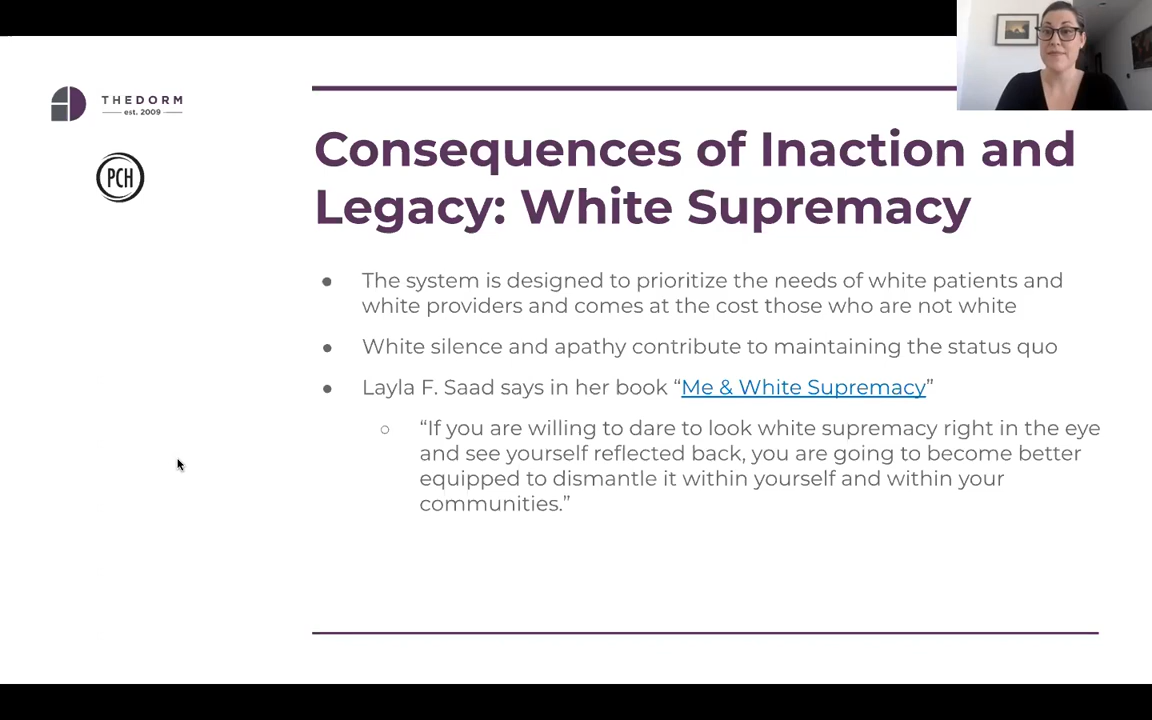 THEDORM
est. 2009
PCH
Consequences of Inaction and
Legacy: White Supremacy
● The system is designed to prioritize the needs of white patients and
white providers and comes at the cost those who are not white
● White silence and apathy contribute to maintaining the status quo
● Layla F. Saad says in her book “Me & White Supremacy”
○ “If you are willing to dare to look white supremacy right in the eye
and see yourself reflected back, you are going to become better
equipped to dismantle it within yourself and within your
communities.”